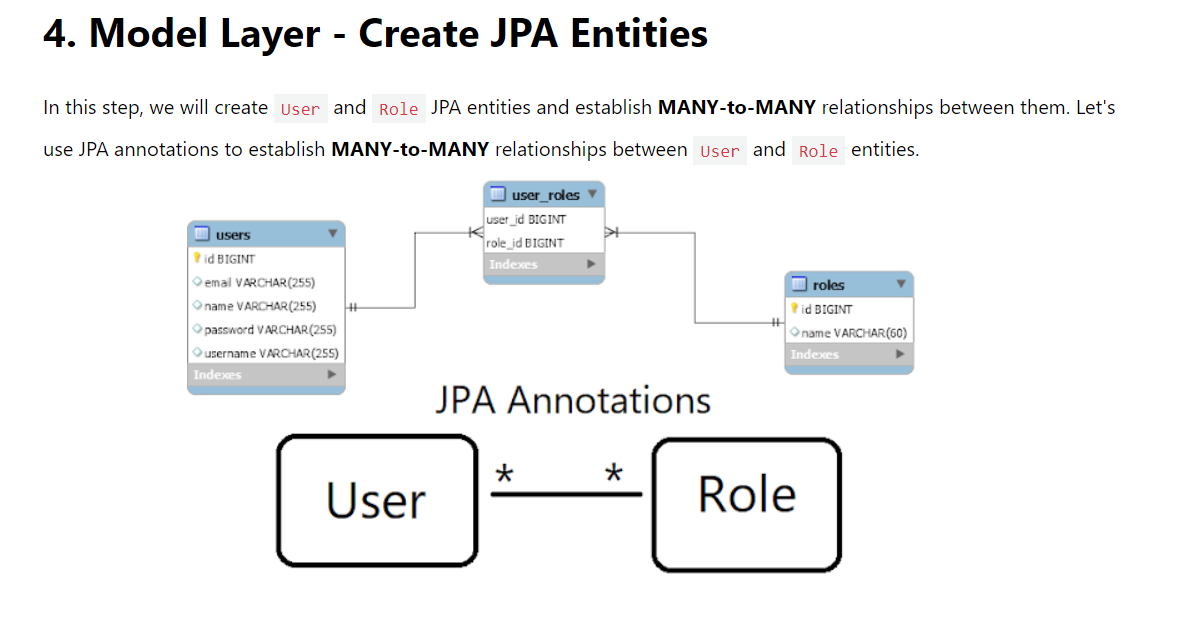 4. Model Layer - Create JPA Entities
In this step, we will create User and Role JPA entities and establish MANY-to-MANY relationships between them. Let's
use JPA annotations to establish MANY-to-MANY relationships between User and Role entities.
user_roles
user_id BIGINT
role_id BIGINT
Indexes
users
id BIGINT
email VARCHAR(255)
name VARCHAR(255)
password VARCHAR(255)
username VARCHAR(255)
Indexes
roles
id BIGINT
name VARCHAR(60)
Indexes
JPA Annotations
User * * Role